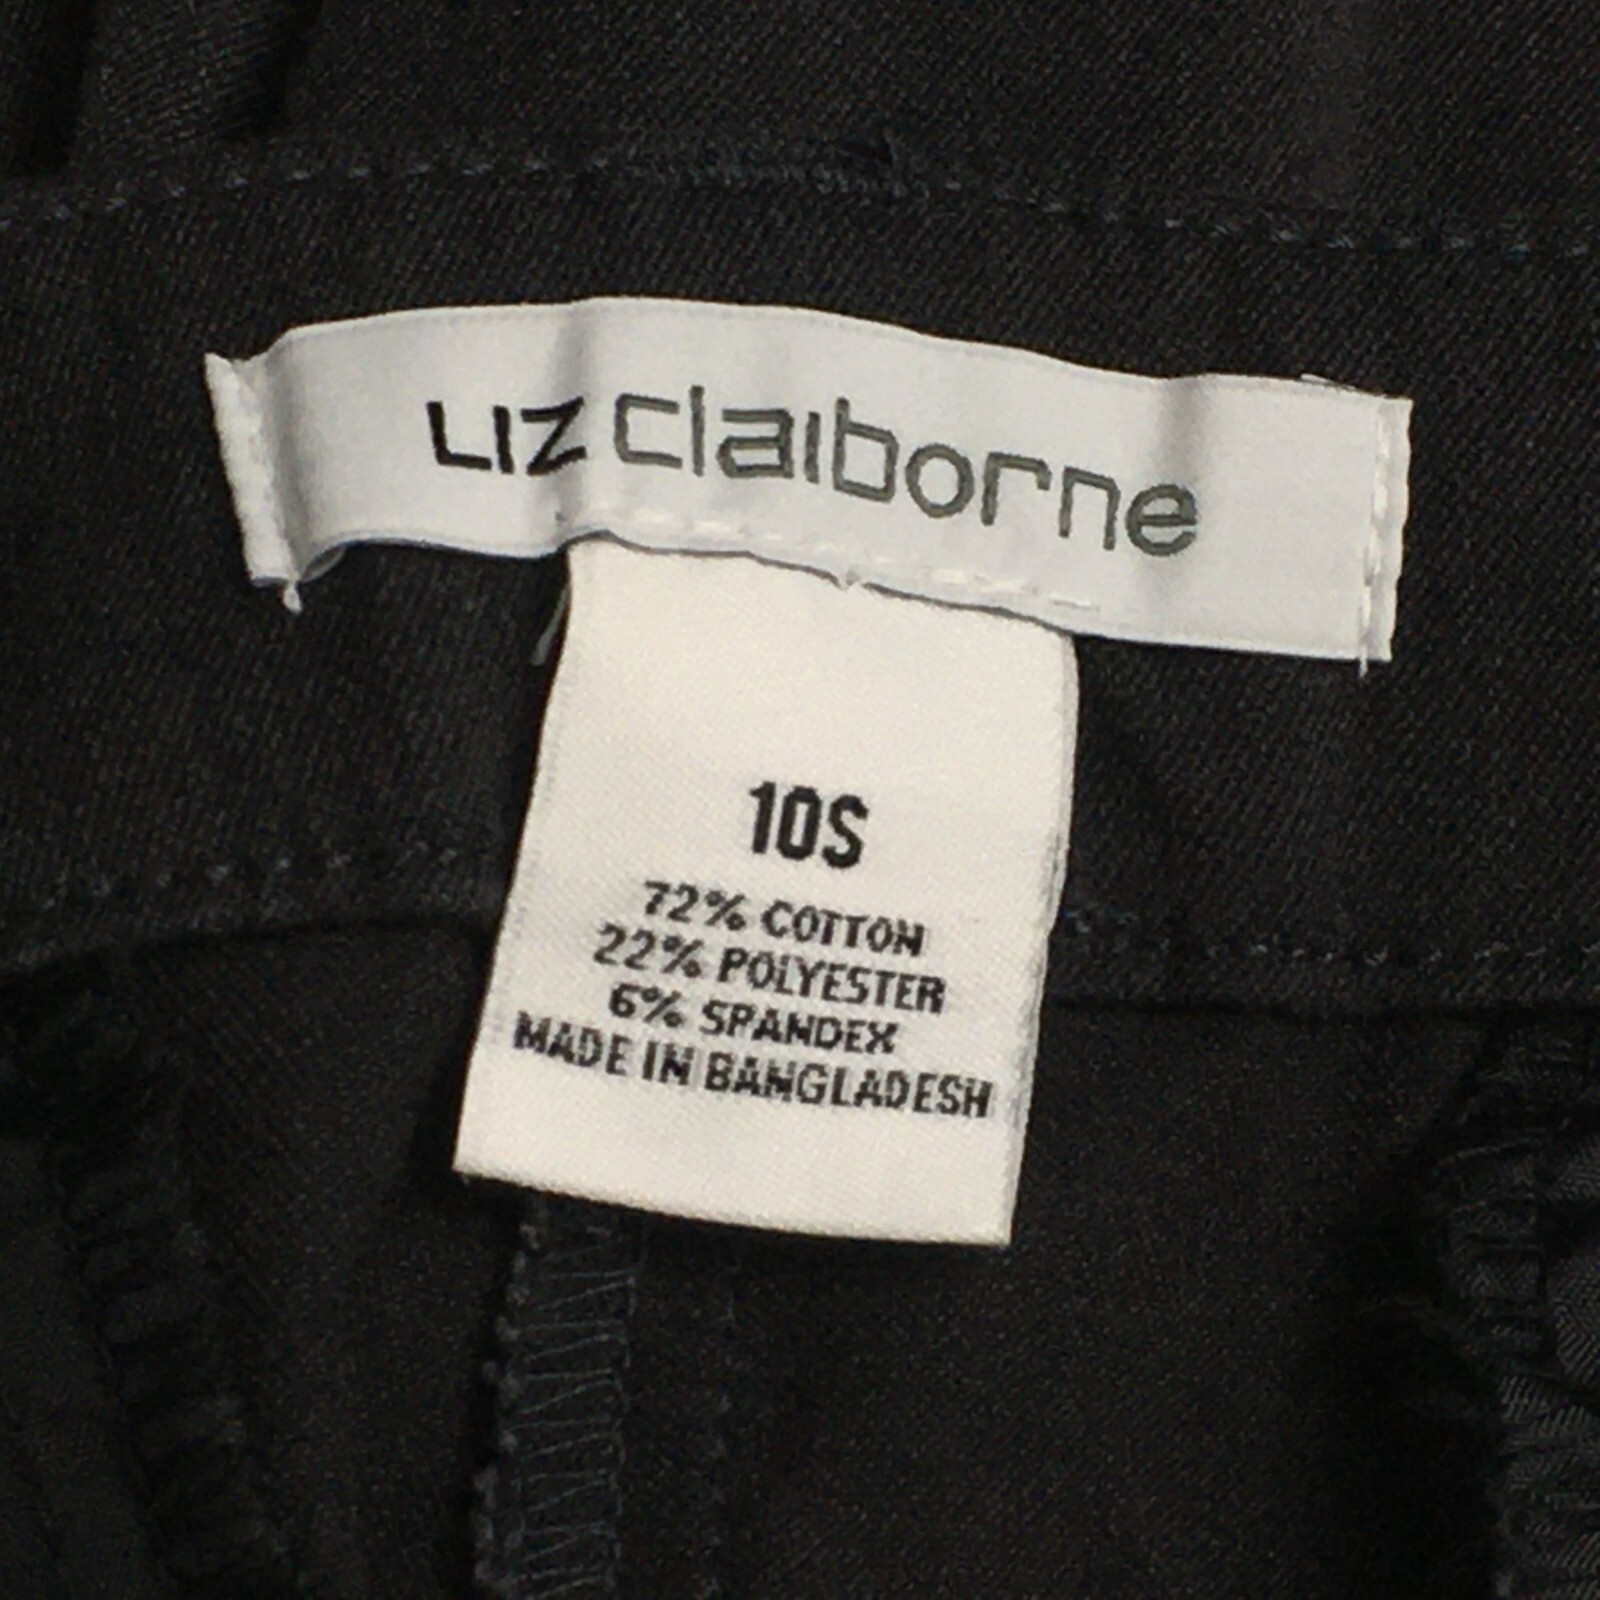 LIZ claiborne
10S
72% COTTON
22% POLYESTER
6% SPANDEX
MADE IN BANGLADESH